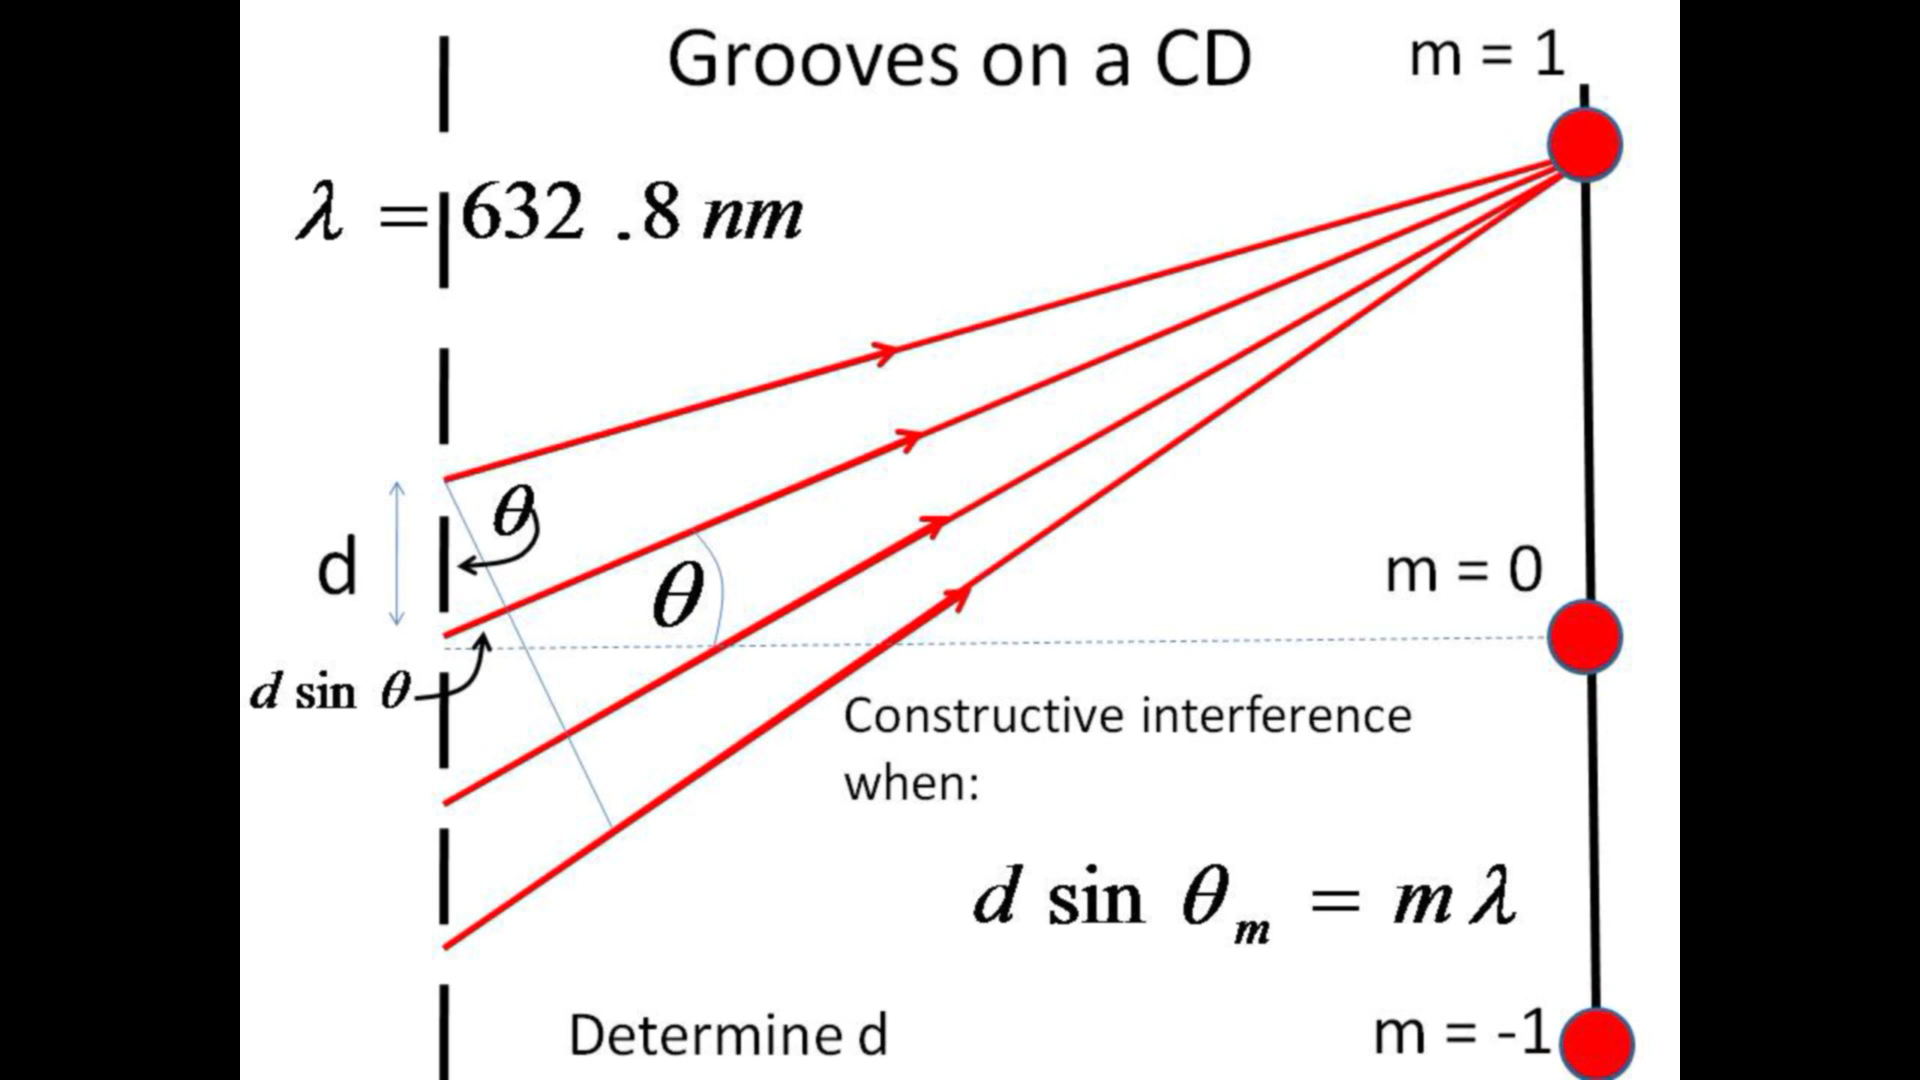 Grooves on a CD
m = 1
λ = 632 .8 nm
θ
d
θ
m = 0
d sin θ
Constructive interference
when:
d sin θₘ = m λ
Determine d
m = -1